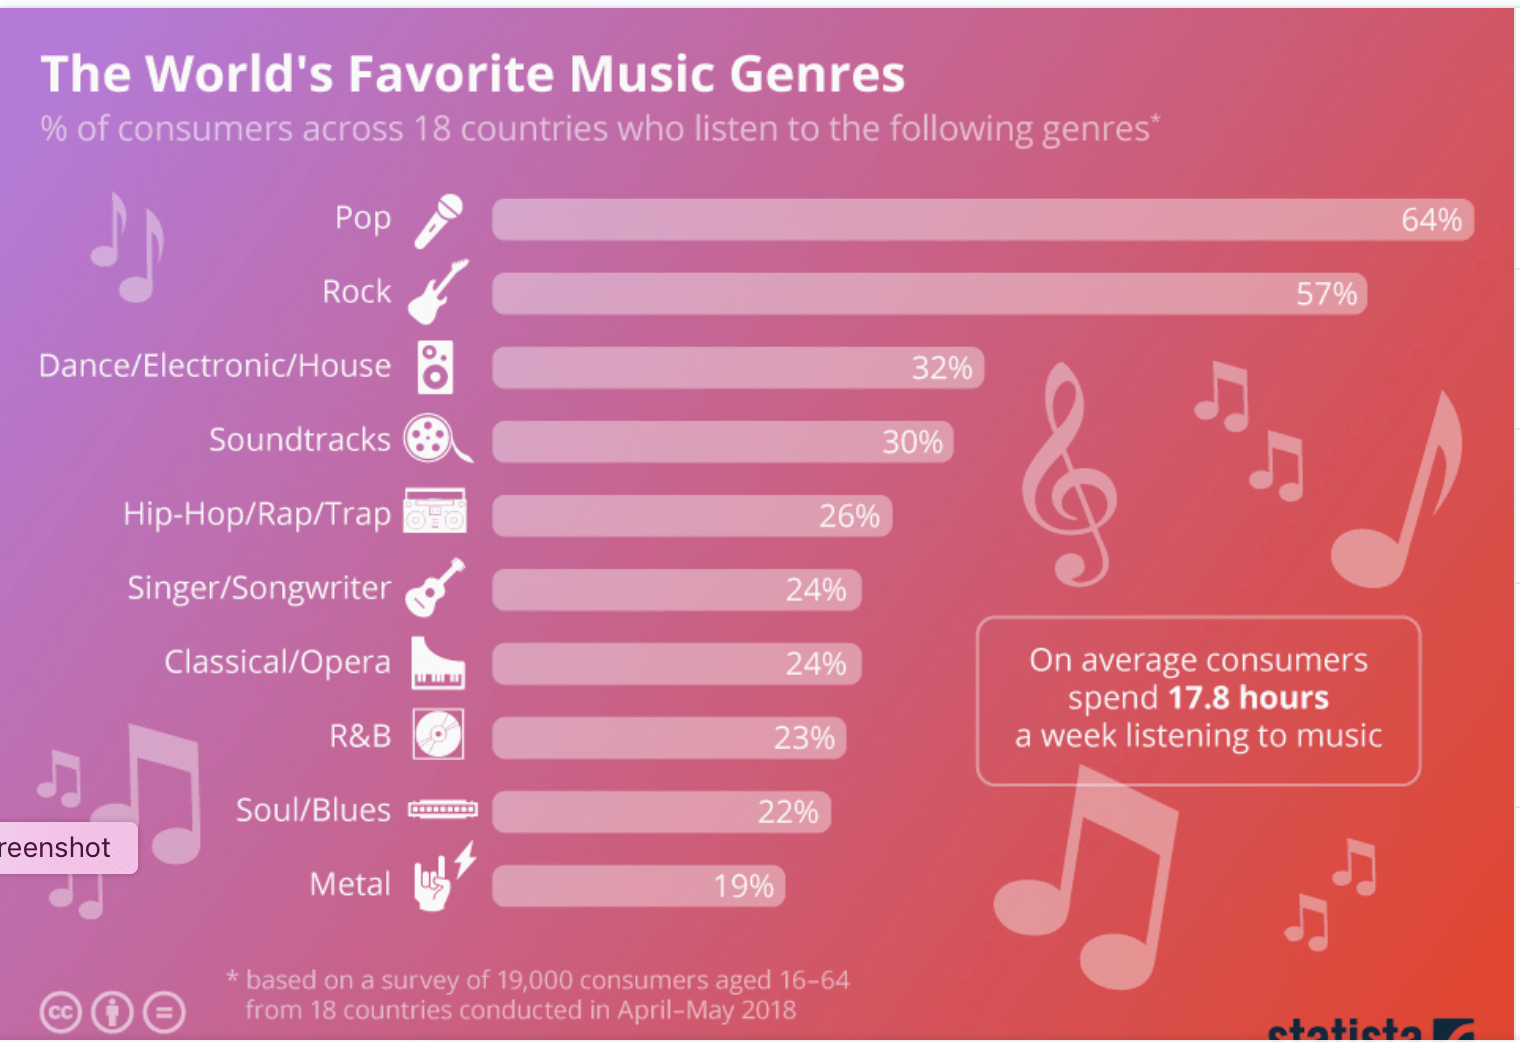 The World's Favorite Music Genres
% of consumers across 18 countries who listen to the following genres*
Pop 64%
Rock 57%
Dance/Electronic/House 32%
Soundtracks 30%
Hip-Hop/Rap/Trap 26%
Singer/Songwriter 24%
Classical/Opera 24%
R&B 23%
Soul/Blues 22%
Metal 19%
On average consumers
spend 17.8 hours
a week listening to music
reenshot
* based on a survey of 19,000 consumers aged 16–64
from 18 countries conducted in April–May 2018
cc
statista